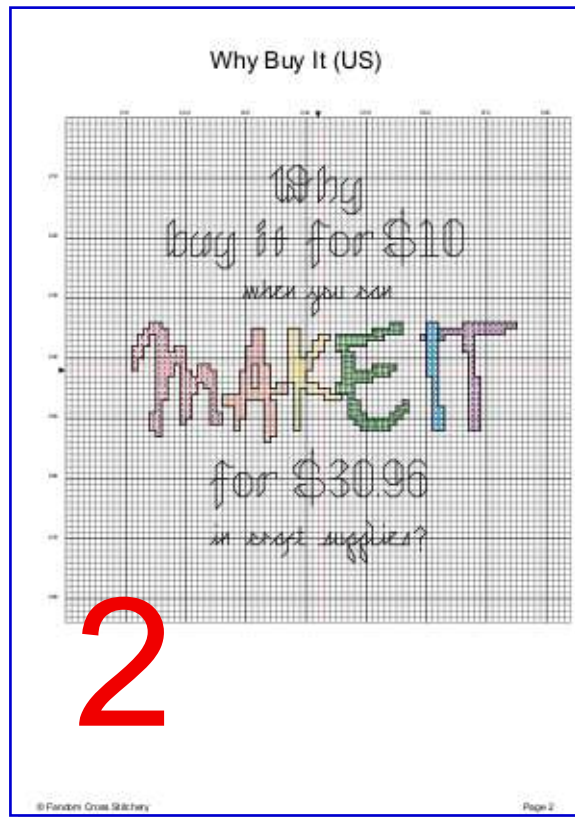 Why Buy It (US)
Why
buy it for $10
when you can
MAKE IT
for $30.96
in craft supplies?
2
© Fandom Cross Stitchery
Page 2